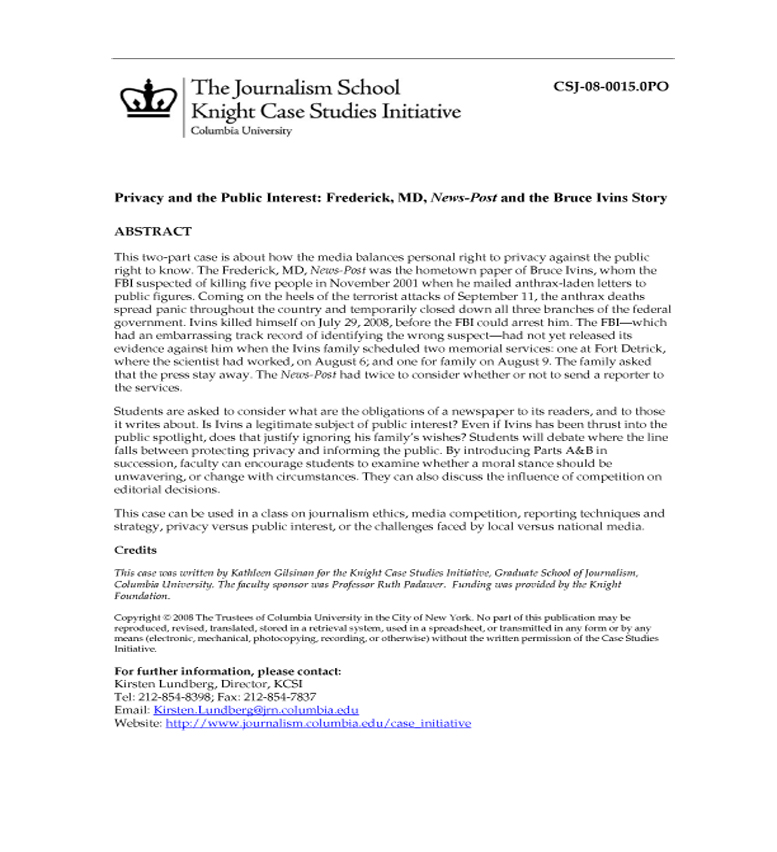 The Journalism School
Knight Case Studies Initiative
Columbia University
CSJ-08-0015.0PO
Privacy and the Public Interest: Frederick, MD, News-Post and the Bruce Ivins Story
ABSTRACT
This two-part case is about how the media balances personal right to privacy against the public
right to know. The Frederick, MD, News-Post was the hometown paper of Bruce Ivins, whom the
FBI suspected of killing five people in November 2001 when he mailed anthrax-laden letters to
public figures. Coming on the heels of the terrorist attacks of September 11, the anthrax deaths
spread panic throughout the country and temporarily closed down all three branches of the federal
government. Ivins killed himself on July 29, 2008, before the FBI could arrest him. The FBI—which
had an embarrassing track record of identifying the wrong suspect—had not yet released its
evidence against him when the Ivins family scheduled two memorial services: one at Fort Detrick,
where the scientist had worked, on August 6; and one for family on August 9. The family asked
that the press stay away. The News-Post had twice to consider whether or not to send a reporter to
the services.
Students are asked to consider what are the obligations of a newspaper to its readers, and to those
it writes about. Is Ivins a legitimate subject of public interest? Even if Ivins has been thrust into the
public spotlight, does that justify ignoring his family's wishes? Students will debate where the line
falls between protecting privacy and informing the public. By introducing Parts A&B in
succession, faculty can encourage students to examine whether a moral stance should be
unwavering, or change with circumstances. They can also discuss the influence of competition on
editorial decisions.
This case can be used in a class on journalism ethics, media competition, reporting techniques and
strategy, privacy versus public interest, or the challenges faced by local versus national media.
Credits
This case was written by Kathleen Gilsinan for the Knight Case Studies Initiative, Graduate School of Journalism,
Columbia University. The faculty sponsor was Professor Ruth Padawer. Funding was provided by the Knight
Foundation.
Copyright © 2008 The Trustees of Columbia University in the City of New York. No part of this publication may be
reproduced, revised, translated, stored in a retrieval system, used in a spreadsheet, or transmitted in any form or by any
means (electronic, mechanical, photocopying, recording, or otherwise) without the written permission of the Case Studies
Initiative.
For further information, please contact:
Kirsten Lundberg, Director, KCSI
Tel: 212-854-8398; Fax: 212-854-7837
Email: Kirsten.Lundberg@jrn.columbia.edu
Website: http://www.journalism.columbia.edu/case_initiative